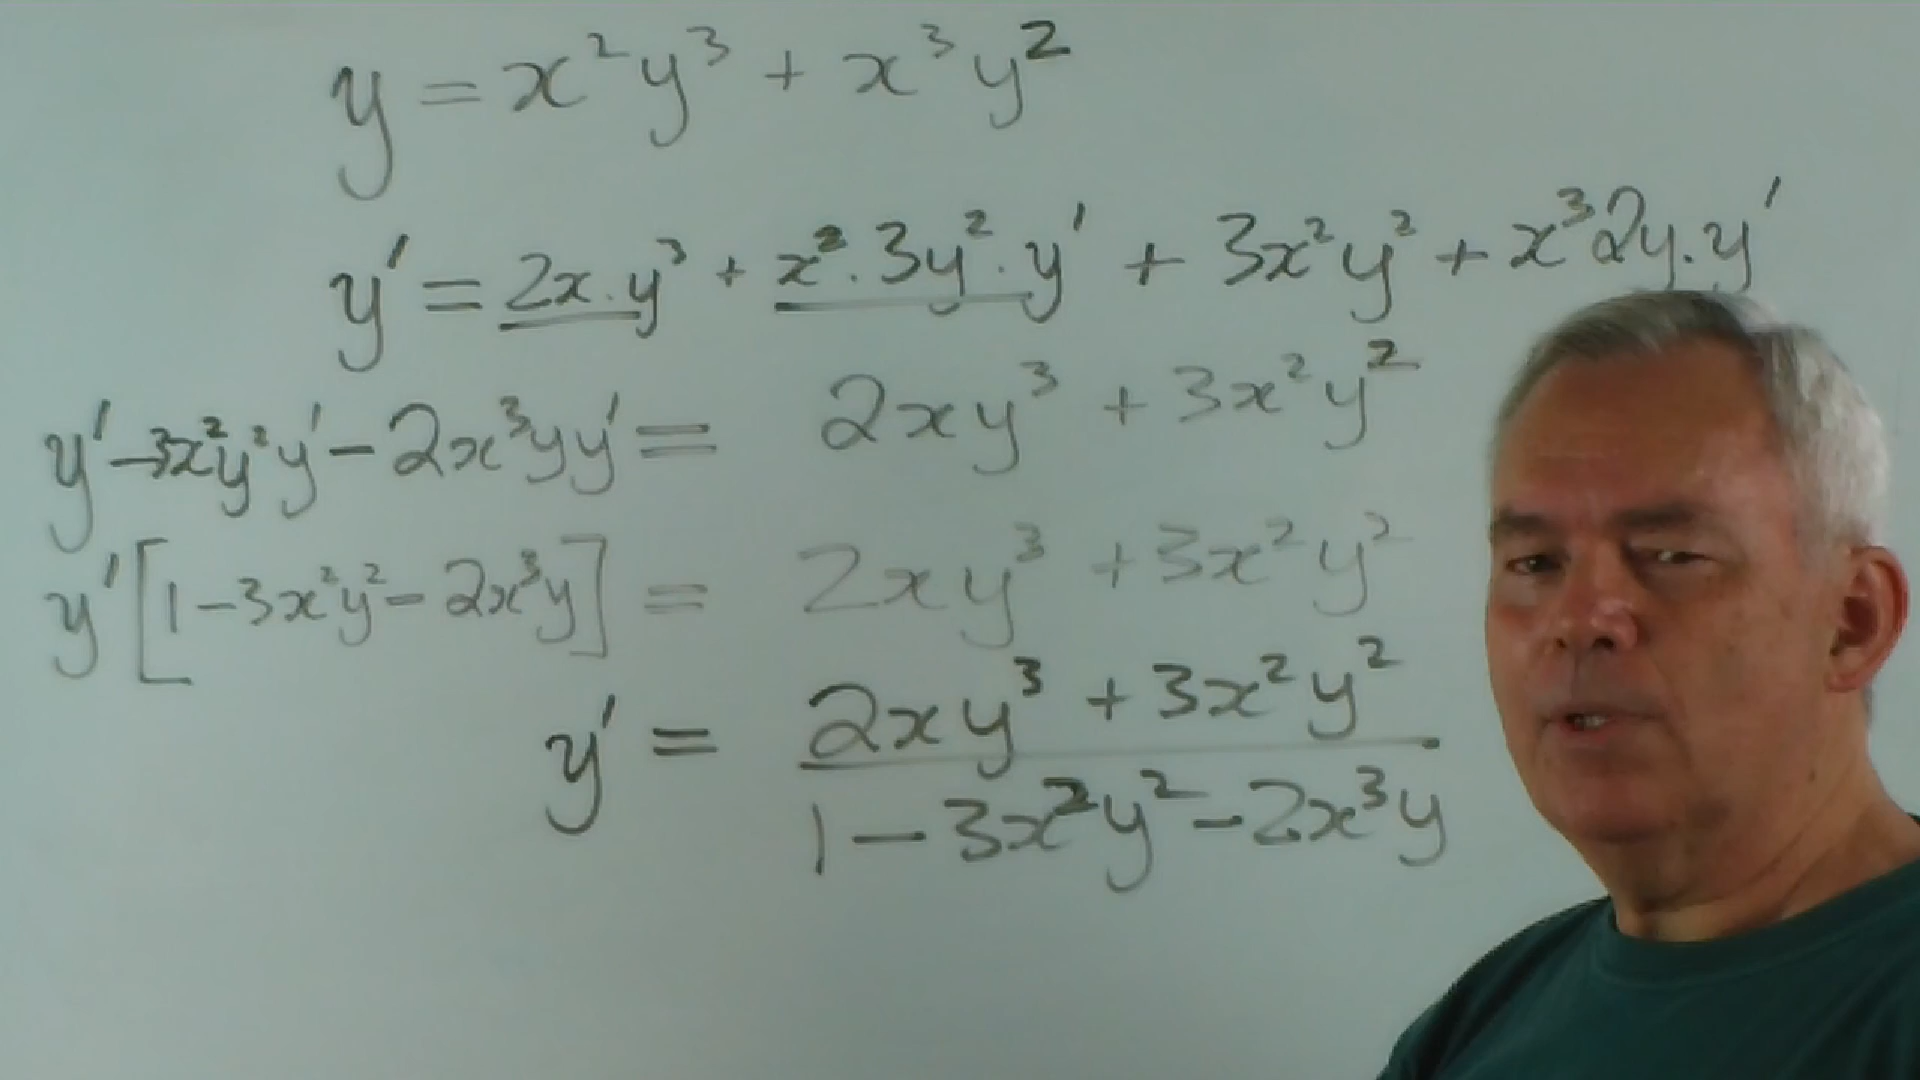 y = x²y³ + x³y²
y' = 2x.y³ + x².3y².y' + 3x²y² + x³2y.y'
y' - 3x²y²y' - 2x³yy' = 2xy³ + 3x²y²
y'[1 - 3x²y² - 2x³y] = 2xy³ + 3x²y²
y' = 2xy³ + 3x²y²
1 - 3x²y² - 2x³y